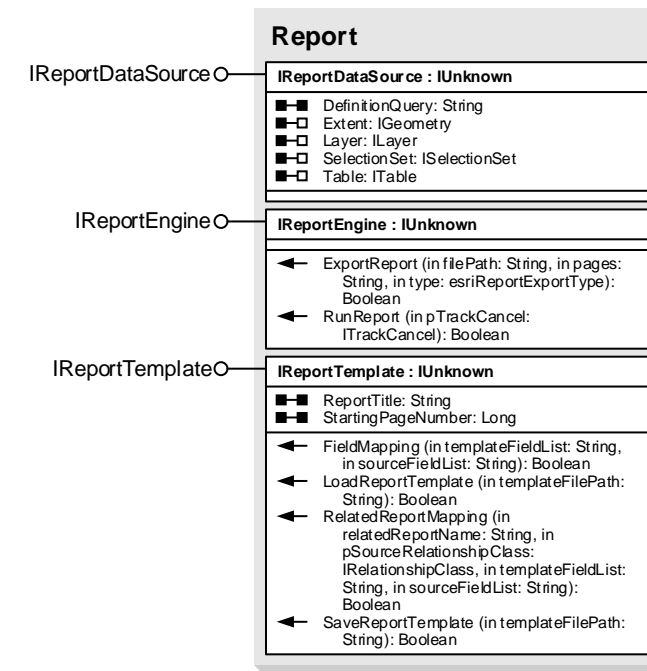 Report
IReportDataSource
IReportDataSource : IUnknown
DefinitionQuery: String
Extent: IGeometry
Layer: ILayer
SelectionSet: ISelectionSet
Table: ITable
IReportEngine
IReportEngine : IUnknown
ExportReport (in filePath: String, in pages:
String, in type: esriReportExportType):
Boolean
RunReport (in pTrackCancel:
ITrackCancel): Boolean
IReportTemplate
IReportTemplate : IUnknown
ReportTitle: String
StartingPageNumber: Long
FieldMapping (in templateFieldList: String,
in sourceFieldList: String): Boolean
LoadReportTemplate (in templateFilePath:
String): Boolean
RelatedReportMapping (in
relatedReportName: String, in
pSourceRelationshipClass:
IRelationshipClass, in templateFieldList:
String, in sourceFieldList: String):
Boolean
SaveReportTemplate (in templateFilePath:
String): Boolean